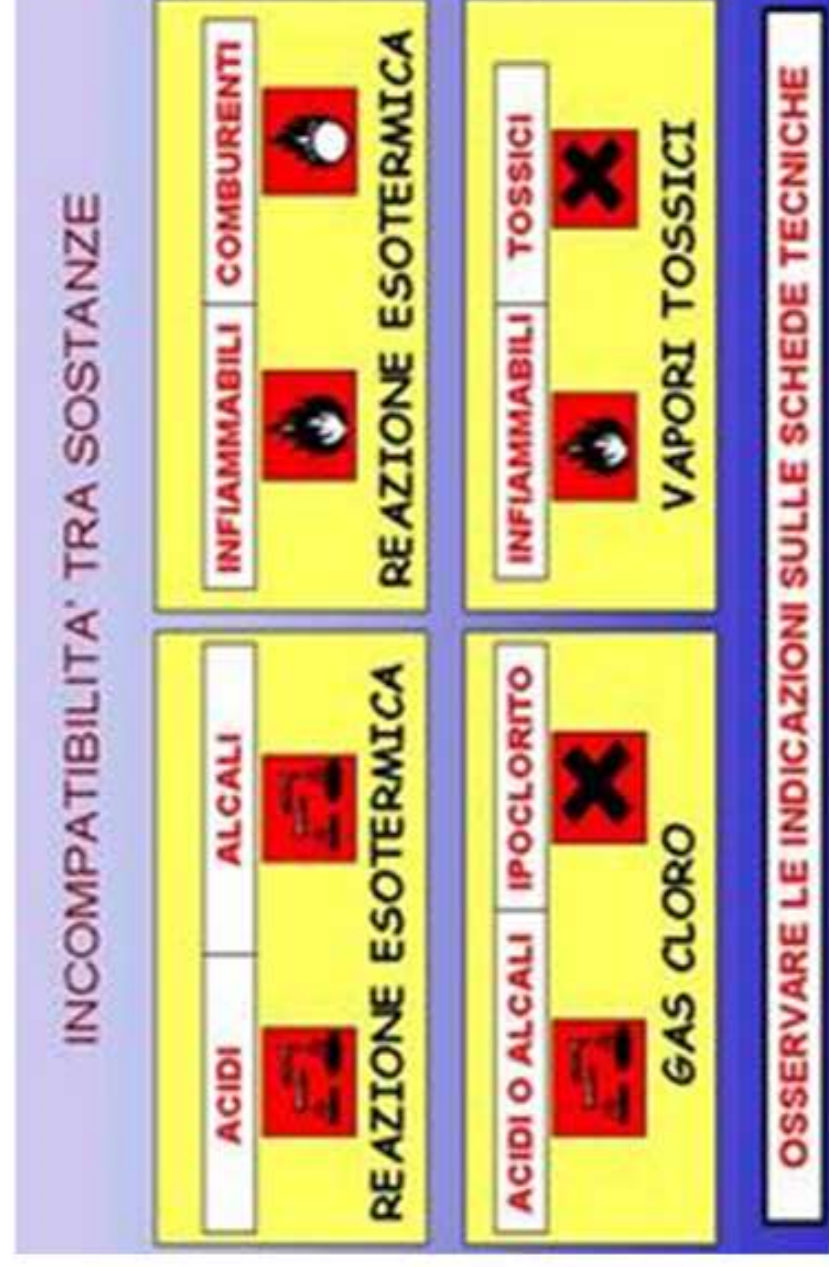 INCOMPATIBILITA' TRA SOSTANZE
ACIDI ALCALI
REAZIONE ESOTERMICA
INFIAMMABILI COMBURENTI
REAZIONE ESOTERMICA
ACIDI O ALCALI IPOCLORITO
GAS CLORO
INFIAMMABILI TOSSICI
VAPORI TOSSICI
OSSERVARE LE INDICAZIONI SULLE SCHEDE TECNICHE